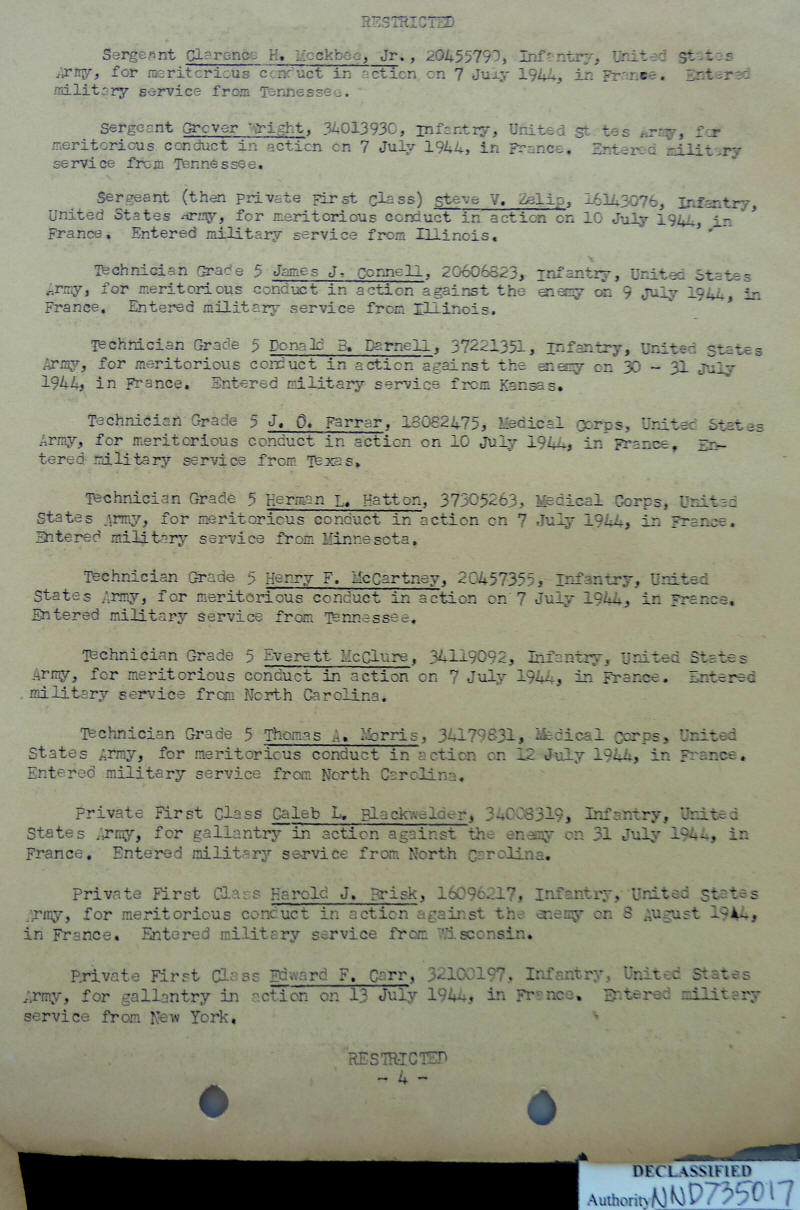 RESTRICTED
Sergeant Clarence H. Mockbee, Jr., 20455790, Infantry, United States
Army, for meritorious conduct in action on 7 July 1944, in France. Entered
military service from Tennessee.
Sergeant Grover Wright, 34013930, Infantry, United States Army, for
meritorious conduct in action on 7 July 1944, in France. Entered military
service from Tennessee.
Sergeant (then Private First Class) Steve V. Zelip, 16143076, Infantry,
United States Army, for meritorious conduct in action on 10 July 1944, in
France. Entered military service from Illinois.
Technician Grade 5 James J. Connell, 20606823, Infantry, United States
Army, for meritorious conduct in action against the enemy on 9 July 1944, in
France. Entered military service from Illinois.
Technician Grade 5 Donald B. Darnell, 37221351, Infantry, United States
Army, for meritorious conduct in action against the enemy on 30 - 31 July
1944, in France. Entered military service from Kansas.
Technician Grade 5 J. O. Farrar, 18082475, Medical Corps, United States
Army, for meritorious conduct in action on 10 July 1944, in France. En-
tered military service from Texas.
Technician Grade 5 Herman L. Hatton, 37305263, Medical Corps, United
States Army, for meritorious conduct in action on 7 July 1944, in France.
Entered military service from Minnesota.
Technician Grade 5 Henry F. McCartney, 20457355, Infantry, United
States Army, for meritorious conduct in action on 7 July 1944, in France.
Entered military service from Tennessee.
Technician Grade 5 Everett McClure, 34119092, Infantry, United States
Army, for meritorious conduct in action on 7 July 1944, in France. Entered
military service from North Carolina.
Technician Grade 5 Thomas A. Morris, 34179831, Medical Corps, United
States Army, for meritorious conduct in action on 12 July 1944, in France.
Entered military service from North Carolina.
Private First Class Caleb L. Blackwelder, 34008319, Infantry, United
States Army, for gallantry in action against the enemy on 31 July 1944, in
France. Entered military service from North Carolina.
Private First Class Harold J. Brisk, 16096217, Infantry, United States
Army, for meritorious conduct in action against the enemy on 8 August 1944,
in France. Entered military service from Wisconsin.
Private First Class Edward F. Carr, 32100197, Infantry, United States
Army, for gallantry in action on 13 July 1944, in France. Entered military
service from New York.
RESTRICTED
- 4 -
DECLASSIFIED
Authority NND735017